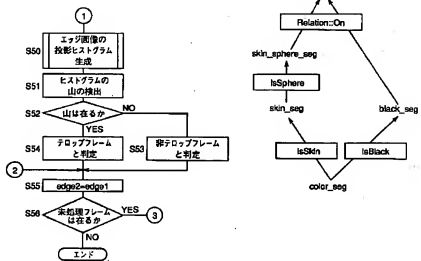 1
S50
エッジ画像の
投影ヒストグラム
生成
S51
ヒストグラムの
山の検出
S52
山は在るか
NO
YES
S54
テロップフレーム
と判定
S53
非テロップフレーム
と判定
2
S55
edge2=edge1
S56
未処理フレーム
は在るか
YES
3
NO
エンド
Relation::On
skin_sphere_seg
IsSphere
skin_seg
black_seg
IsSkin
IsBlack
color_seg